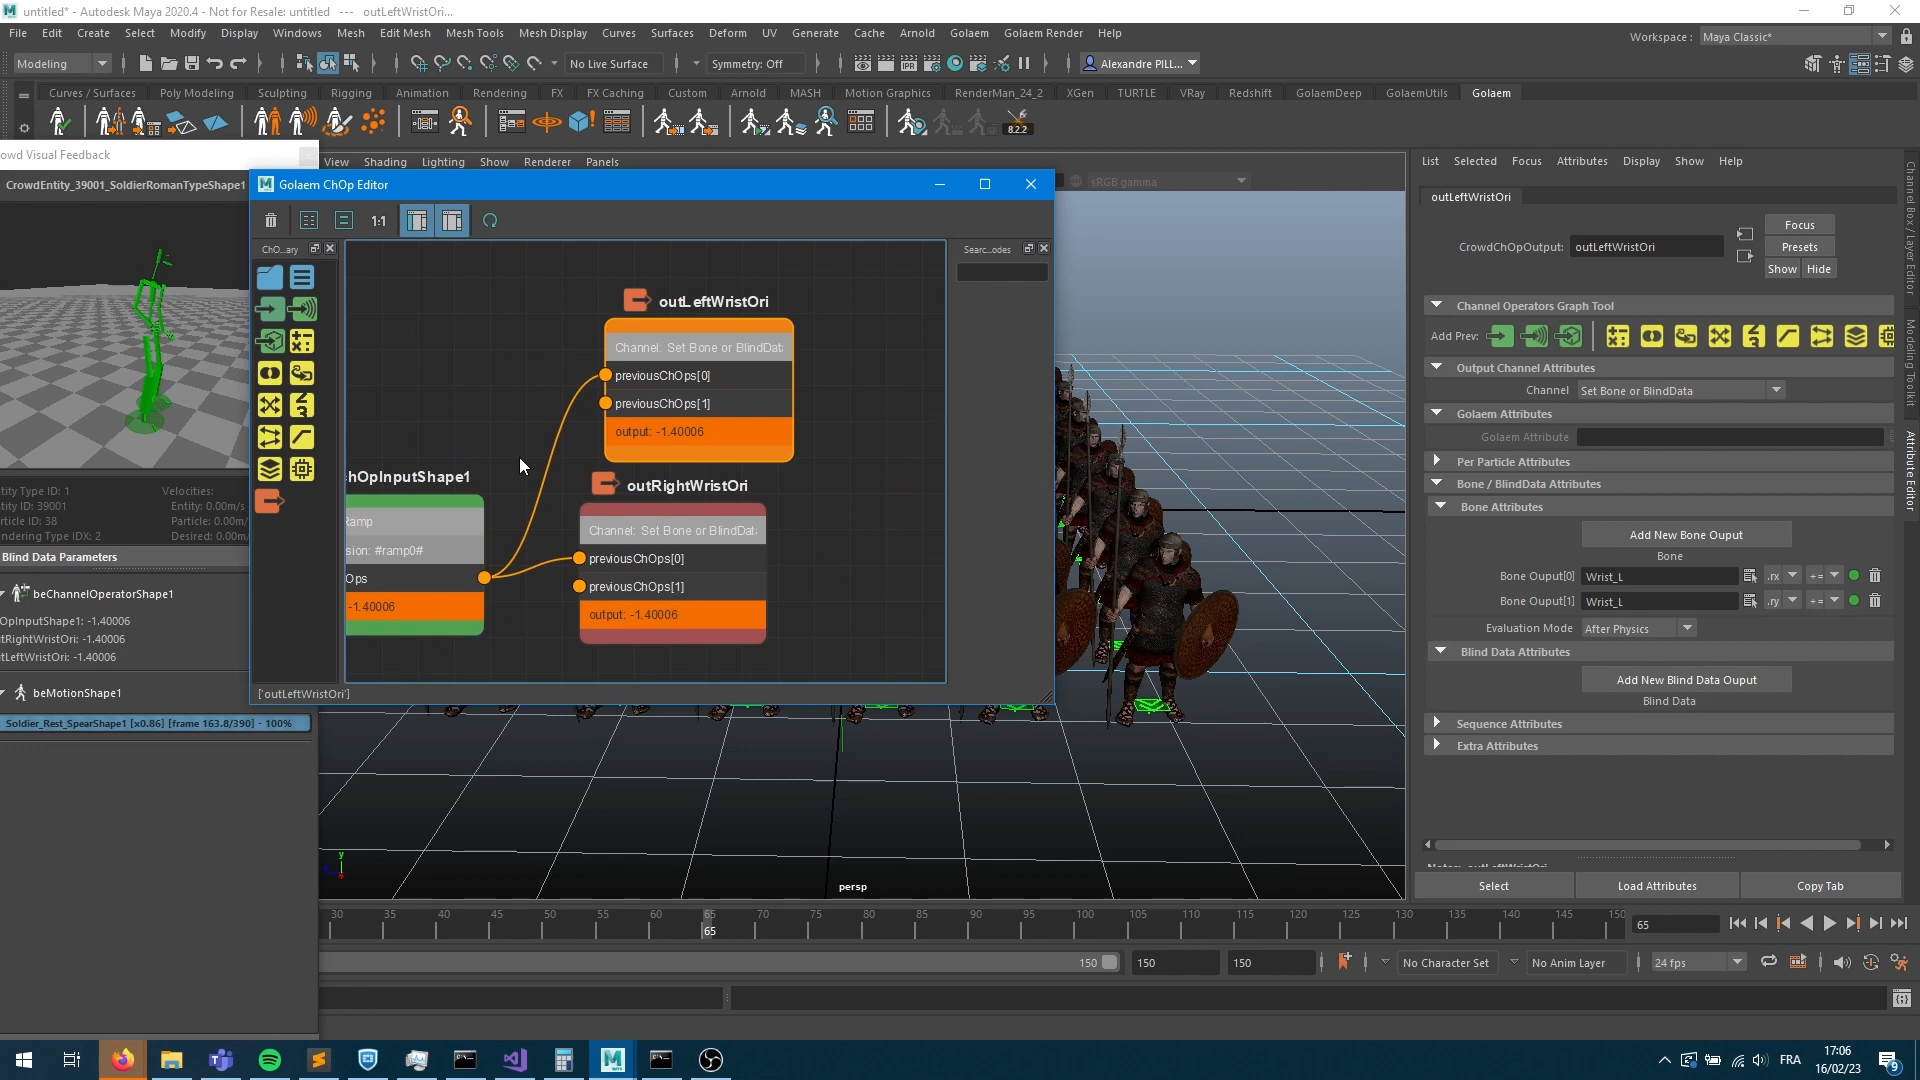 untitled* - Autodesk Maya 2020.4 - Not for Resale: untitled --- outLeftWristOri...
File Edit Create Select Modify Display Windows Mesh Edit Mesh Mesh Tools Mesh Display Curves Surfaces Deform UV Generate Cache Arnold Golaem Golaem Render Help
Workspace : Maya Classic*
Modeling No Live Surface Symmetry: Off IPR Alexandre PILL...
Curves / Surfaces Poly Modeling Sculpting Rigging Animation Rendering FX FX Caching Custom Arnold MASH Motion Graphics RenderMan_24_2 XGen TURTLE VRay Redshift GolaemDeep GolaemUtils Golaem
8.2.2
owd Visual Feedback
View Shading Lighting Show Renderer Panels
CrowdEntity_39001_SoldierRomanTypeShape1
sRGB gamma
Golaem ChOp Editor
1:1
ChO...ary
Searc...odes
outLeftWristOri
Channel: Set Bone or BlindDat
previousChOps[0]
previousChOps[1]
output: -1.40006
hOpInputShape1
Ramp
sion: #ramp0#
Ops
-1.40006
outRightWristOri
Channel: Set Bone or BlindDat
previousChOps[0]
previousChOps[1]
output: -1.40006
['outLeftWristOri']
tity Type ID: 1
tity ID: 39001
rticle ID: 38
ndering Type IDX: 2
Velocities:
Entity: 0.00m/s
Particle: 0.00m/
Desired: 0.00m/
Blind Data Parameters
beChannelOperatorShape1
OpInputShape1: -1.40006
tRightWristOri: -1.40006
tLeftWristOri: -1.40006
beMotionShape1
Soldier_Rest_SpearShape1 [x0.86] [frame 163.8/390] - 100%
persp
y
List Selected Focus Attributes Display Show Help
outLeftWristOri
CrowdChOpOutput: outLeftWristOri
Focus
Presets
Show Hide
Channel Operators Graph Tool
Add Prev:
Output Channel Attributes
Channel Set Bone or BlindData
Golaem Attributes
Golaem Attribute
Per Particle Attributes
Bone / BlindData Attributes
Bone Attributes
Add New Bone Ouput
Bone
Bone Ouput[0] Wrist_L .rx +=
Bone Ouput[1] Wrist_L .ry +=
Evaluation Mode After Physics
Blind Data Attributes
Add New Blind Data Ouput
Blind Data
Sequence Attributes
Extra Attributes
Select Load Attributes Copy Tab
Channel Box / Layer Editor
Modeling Toolkit
Attribute Editor
30 35 40 45 50 55 60 65 70 75 80 85 90 95 100 105 110 115 120 125 130 135 140 145 150
65
65
150 150 150 No Character Set No Anim Layer 24 fps
FRA
17:06
16/02/23
9